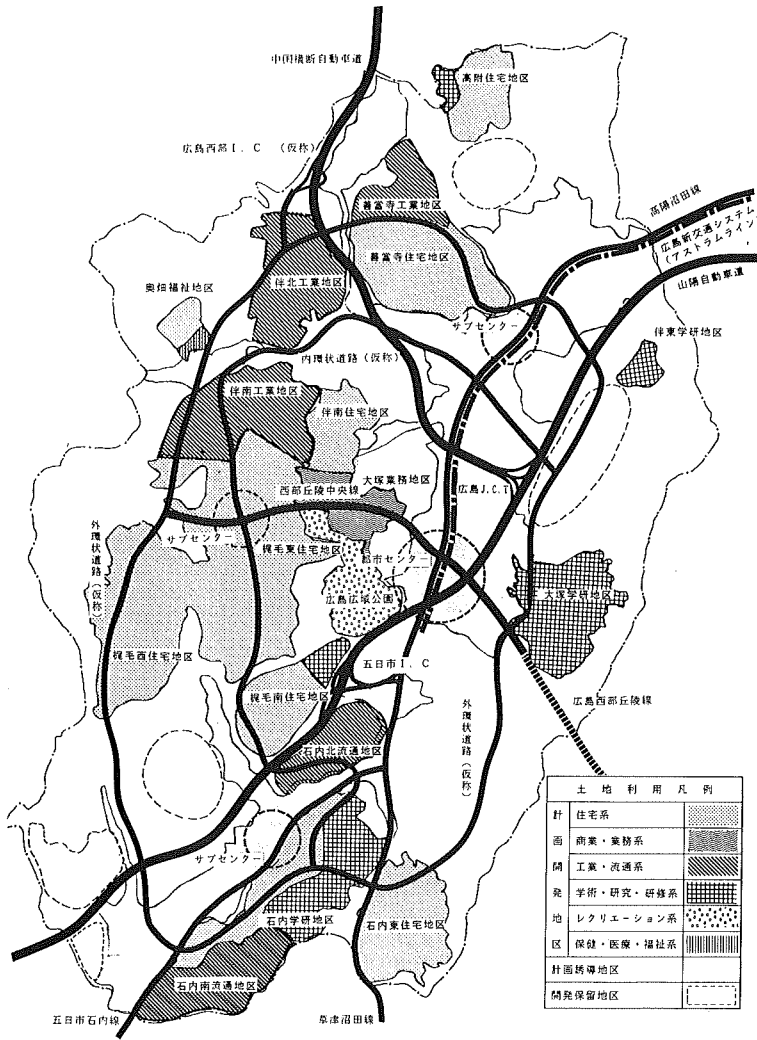 中国横断自動車道
高附住宅地区
広島西部I.C (仮称)
善當寺工業地区
高陽沼田線
広島新交通システム
(アストラムライン)
善當寺住宅地区
山陽自動車道
伴北工業地区
奥畑福祉地区
サブセンター
伴東学研地区
内環状道路(仮称)
伴南工業地区
伴南住宅地区
西部丘陵中央線
大塚業務地区
広島J.C.T
外環状道路(仮称)
サブセンター
梶毛東住宅地区
都市センター
広島広域公園
大塚学研地区
梶毛西住宅地区
五日市I.C
梶毛南住宅地区
広島西部丘陵線
外環状道路(仮称)
石内北流通地区
サブセンター
石内学研地区
石内東住宅地区
石内南流通地区
五日市石内線
草津沼田線
土地利用凡例
計画開発地区
住宅系
商業・業務系
工業・流通系
学術・研究・研修系
レクリエーション系
保健・医療・福祉系
計画誘導地区
開発保留地区